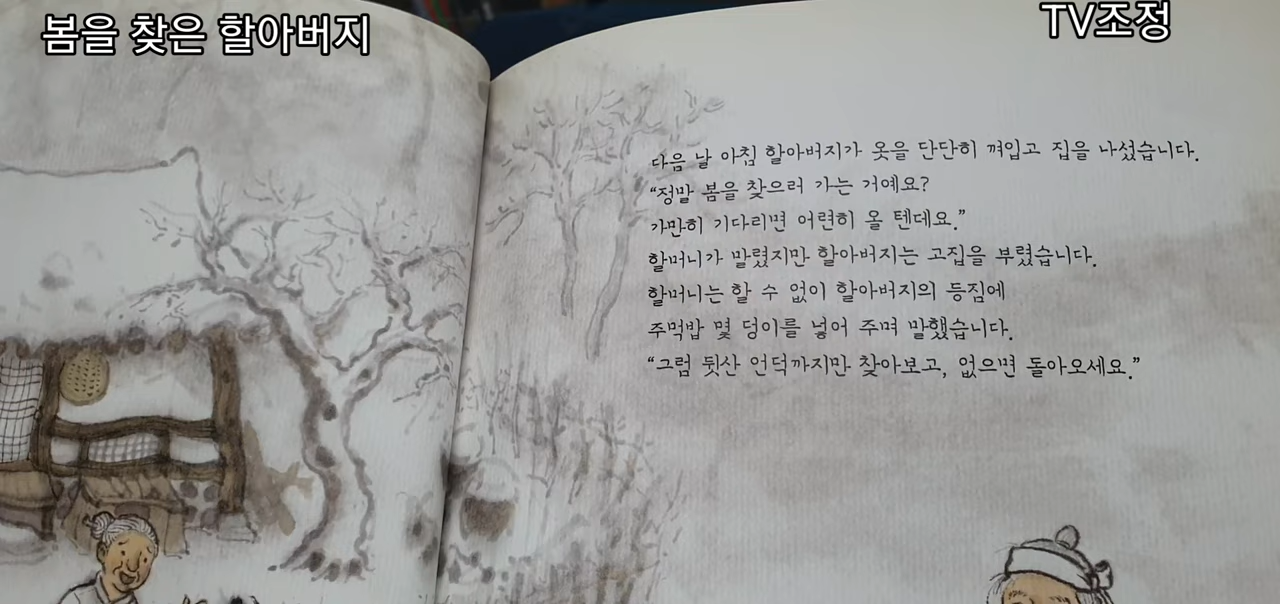 봄을 찾은 할아버지
TV조정
다음 날 아침 할아버지가 옷을 단단히 껴입고 집을 나섰습니다.
“정말 봄을 찾으러 가는 거예요?
가만히 기다리면 어련히 올 텐데요.”
할머니가 말렸지만 할아버지는 고집을 부렸습니다.
할머니는 할 수 없이 할아버지의 등짐에
주먹밥 몇 덩이를 넣어 주며 말했습니다.
“그럼 뒷산 언덕까지만 찾아보고, 없으면 돌아오세요.”